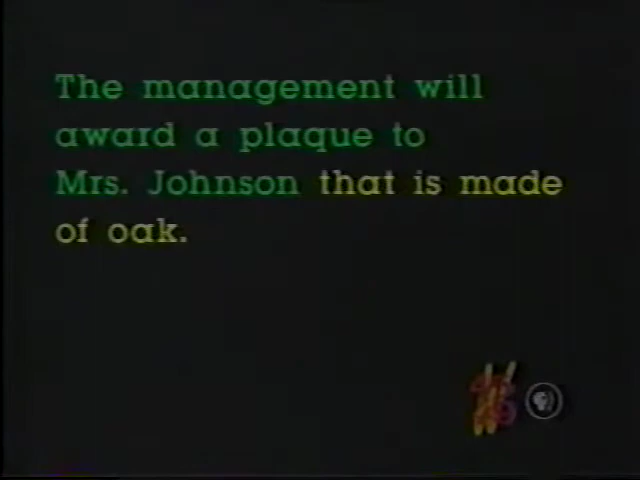 The management will
award a plaque to
Mrs. Johnson that is made
of oak.